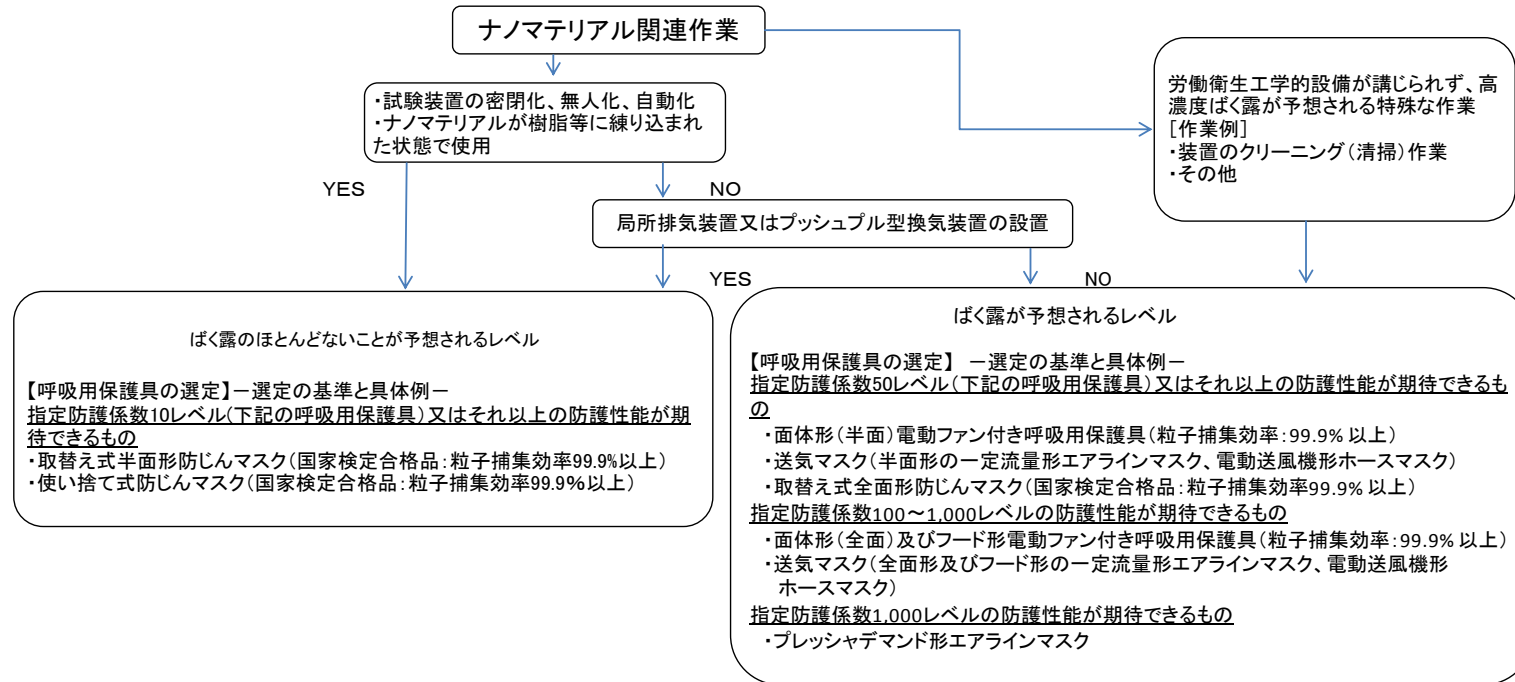 ナノマテリアル関連作業
・試験装置の密閉化、無人化、自動化
・ナノマテリアルが樹脂等に練り込まれ
た状態で使用
労働衛生工学的設備が講じられず、高
濃度ばく露が予想される特殊な作業
[作業例]
・装置のクリーニング(清掃)作業
・その他
YES
NO
局所排気装置又はプッシュプル型換気装置の設置
YES
NO
ばく露のほとんどないことが予想されるレベル
【呼吸用保護具の選定】－選定の基準と具体例－
指定防護係数10レベル(下記の呼吸用保護具)又はそれ以上の防護性能が期
待できるもの
・取替え式半面形防じんマスク(国家検定合格品:粒子捕集効率99.9%以上)
・使い捨て式防じんマスク(国家検定合格品:粒子捕集効率99.9%以上)
ばく露が予想されるレベル
【呼吸用保護具の選定】 －選定の基準と具体例－
指定防護係数50レベル(下記の呼吸用保護具)又はそれ以上の防護性能が期待できるも
の
・面体形(半面)電動ファン付き呼吸用保護具(粒子捕集効率:99.9%以上)
・送気マスク(半面形の一定流量形エアラインマスク、電動送風機形ホースマスク)
・取替え式全面形防じんマスク(国家検定合格品:粒子捕集効率99.9%以上)
指定防護係数100～1,000レベルの防護性能が期待できるもの
・面体形(全面)及びフード形電動ファン付き呼吸用保護具(粒子捕集効率:99.9%以上)
・送気マスク(全面形及びフード形の一定流量形エアラインマスク、電動送風機形
ホースマスク)
指定防護係数1,000レベルの防護性能が期待できるもの
・プレッシャデマンド形エアラインマスク